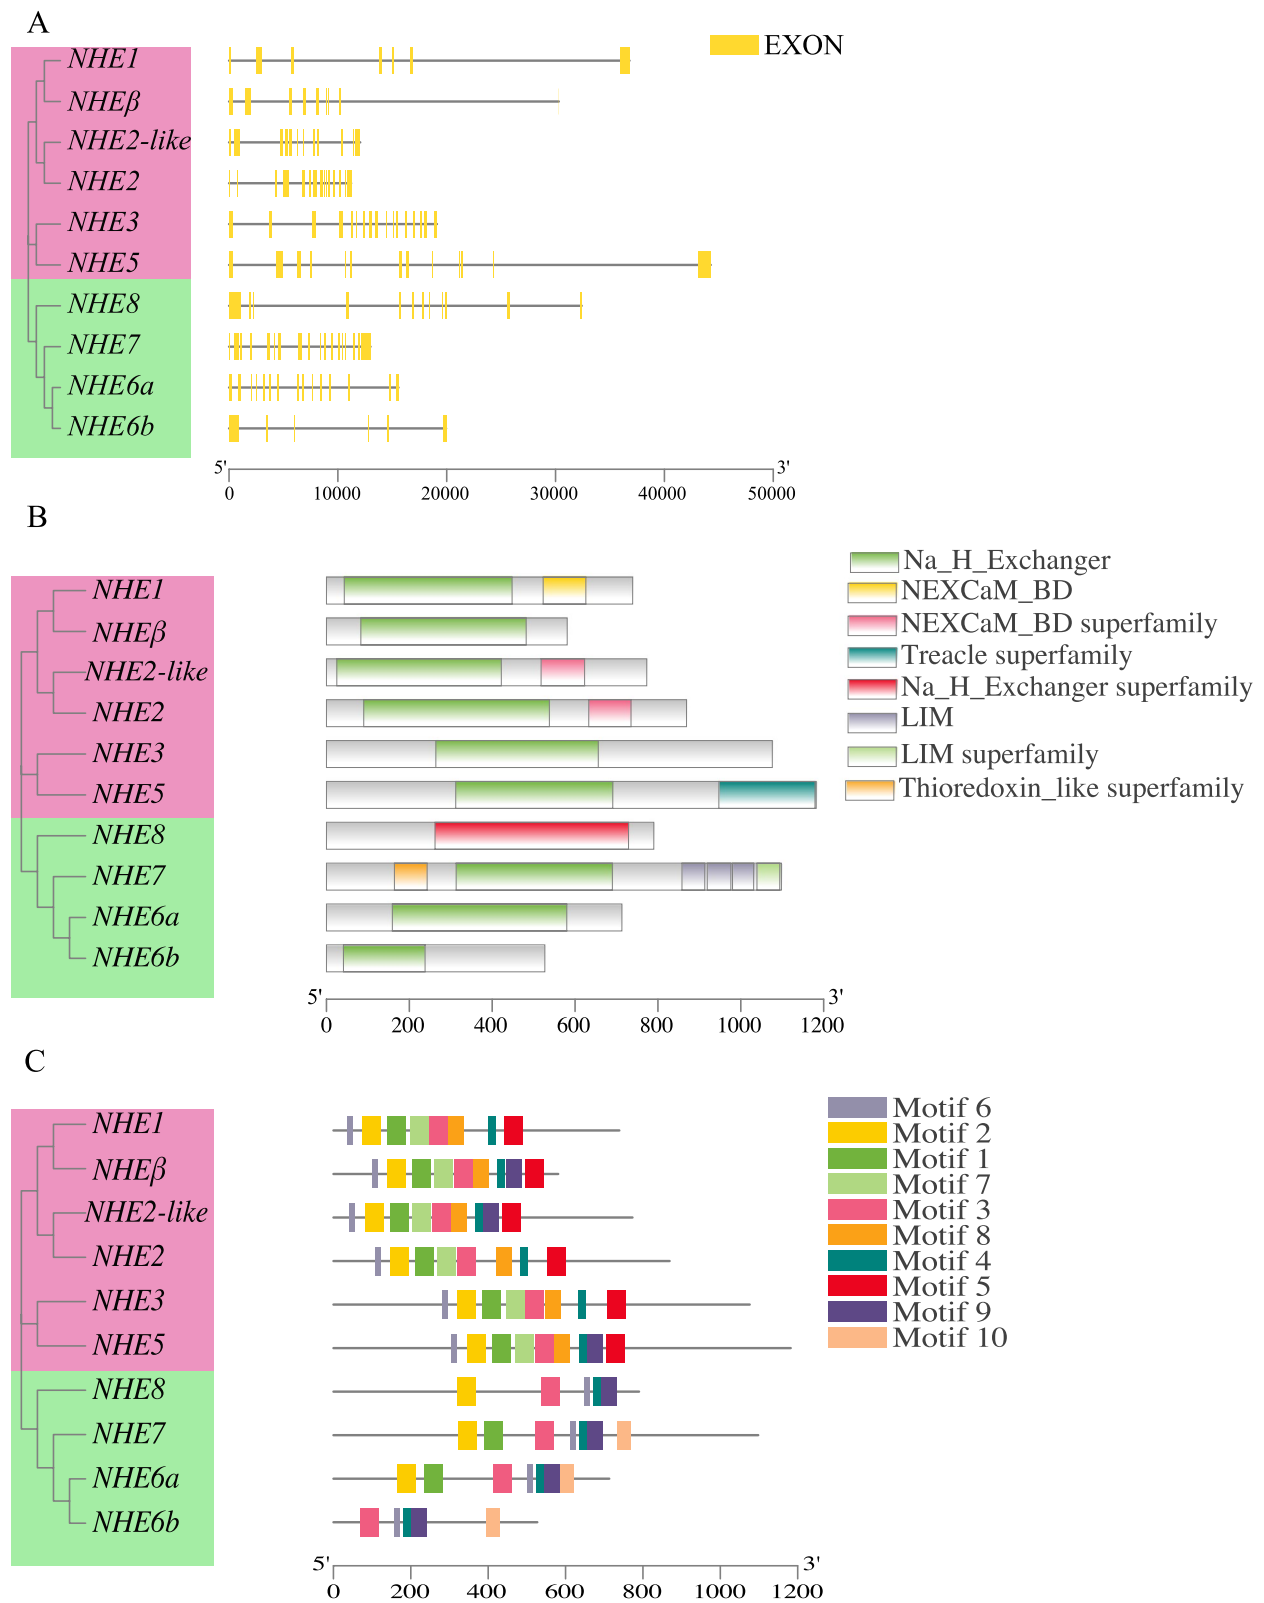 A
EXON
NHE1
NHEβ
NHE2-like
NHE2
NHE3
NHE5
NHE8
NHE7
NHE6a
NHE6b
5' 3'
0 10000 20000 30000 40000 50000
B
Na_H_Exchanger
NEXCaM_BD
NEXCaM_BD superfamily
Treacle superfamily
Na_H_Exchanger superfamily
LIM
LIM superfamily
Thioredoxin_like superfamily
NHE1
NHEβ
NHE2-like
NHE2
NHE3
NHE5
NHE8
NHE7
NHE6a
NHE6b
5' 3'
0 200 400 600 800 1000 1200
C
Motif 6
Motif 2
Motif 1
Motif 7
Motif 3
Motif 8
Motif 4
Motif 5
Motif 9
Motif 10
NHE1
NHEβ
NHE2-like
NHE2
NHE3
NHE5
NHE8
NHE7
NHE6a
NHE6b
5' 3'
0 200 400 600 800 1000 1200